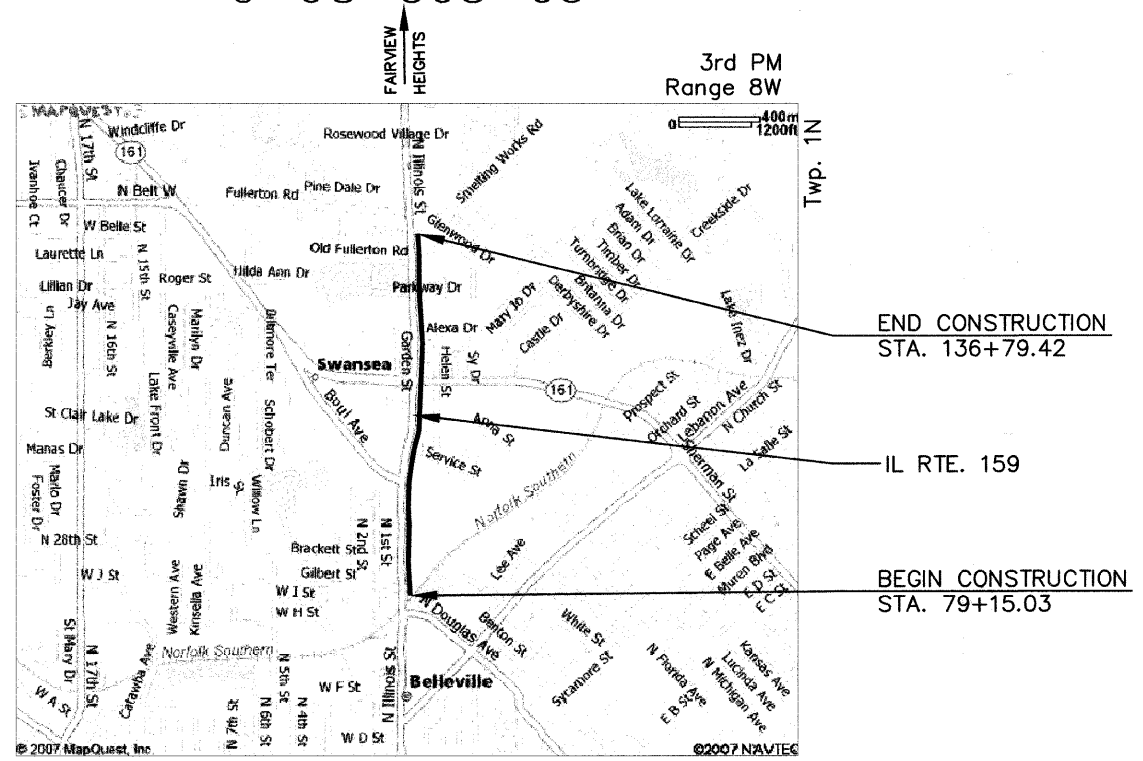 FAIRVIEW
HEIGHTS
3rd PM
Range 8W
Twp. 1N
MAPQUEST
400m
0
1200ft
N 17th St
Windcliffe Dr
161
Rosewood Village Dr
N Illinois St
Smelting Works Rd
Ivanhoe Ct
Chaucer Dr
N Belt W
Fullerton Rd
Pine Dale Dr
Lake Lorraine Dr
Creekside Dr
Adam Dr
Brian Dr
Timber Dr
Turnbridge Dr
Britanna Dr
Derbyshire Dr
W Belle St
Glenwood Dr
Laurette Ln
N 15th St
Old Fullerton Rd
Roger St
Hilda Ann Dr
Lillian Dr
Parkway Dr
Jay Ave
Mary Jo Dr
Castle Dr
Lake Inez Dr
Berkley Ln
N 16th St
Caseyville Ave
Marilyn Dr
Biltmore Ter
Garden St
Alexa Dr
Helen St
Sy Dr
END CONSTRUCTION
STA. 136+79.42
Swansea
161
Prospect St
Orchard St
Lebanon Ave
N Church St
St Clair Lake Dr
Lake Front Dr
Duncan Ave
Schobert Dr
Boul Ave
Anna St
La Salle St
Sherman St
Manas Dr
Service St
IL RTE. 159
Marlo Dr
Foster Dr
Shawn Dr
Iris St
Willow Ln
Norfolk Southern
N 28th St
N 2nd St
N 1st St
Scheel St
Page Ave
E Belle Ave
Muren Blvd
E D St
E C St
Brackett St
Lee Ave
W J St
Gilbert St
W I St
W H St
Western Ave
Kinsella Ave
BEGIN CONSTRUCTION
STA. 79+15.03
N Douglas Ave
Benton St
White St
St Mary Dr
N 17th St
Catawba Ave
Norfolk Southern
N 5th St
N Illinois St
Sycamore St
N Florida Ave
Kansas Ave
Lucinda Ave
N Michigan Ave
E B St
W A St
W F St
Belleville
N 7th St
N 6th St
N 4th St
W D St
© 2007 MapQuest, Inc.
©2007 NAVTEQ